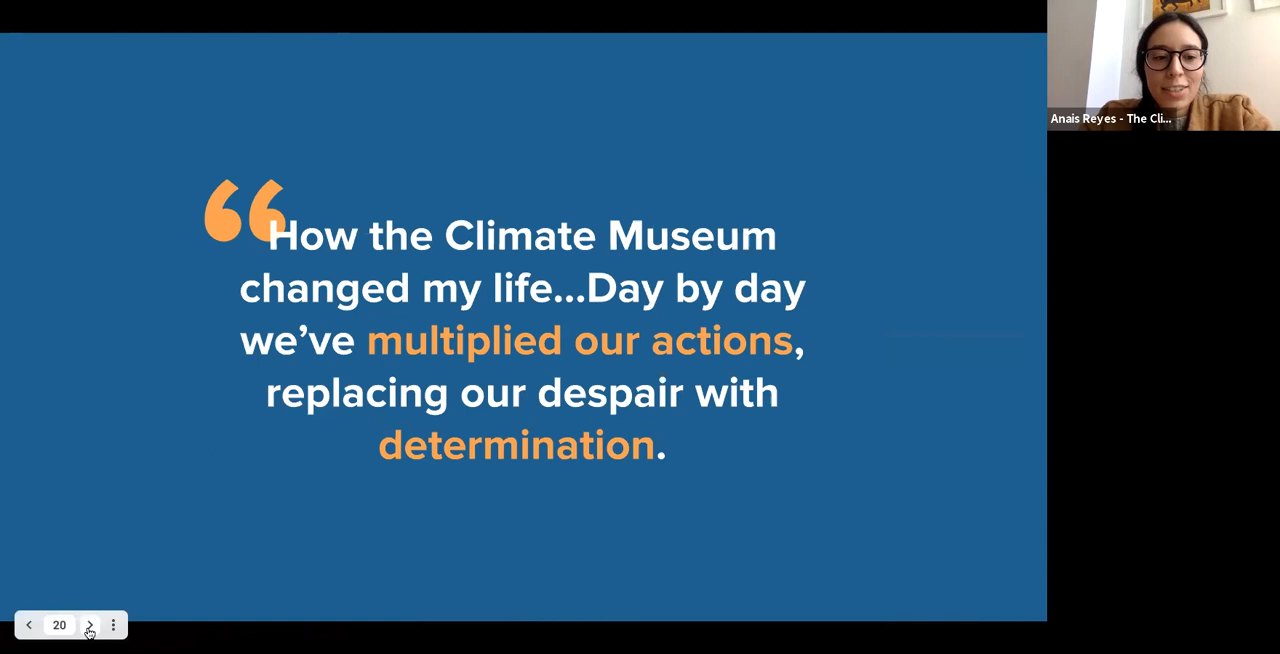 “
How the Climate Museum
changed my life...Day by day
we’ve multiplied our actions,
replacing our despair with
determination.
Anais Reyes - The Cli...
20